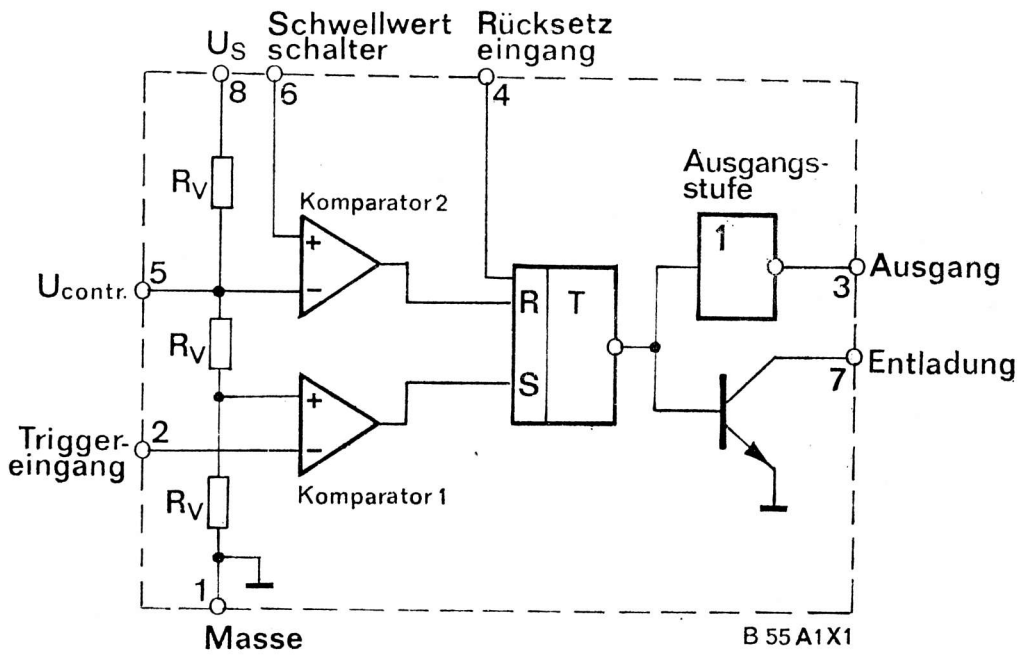 U_S
Schwellwert
schalter
Rücksetz
eingang
8
6
4
R_V
Komparator 2
Ausgangs-
stufe
+
1
5
U_contr.
−
R
T
3
Ausgang
R_V
S
7
Entladung
+
2
Trigger-
eingang
−
Komparator 1
R_V
1
Masse
B 55 A1X1